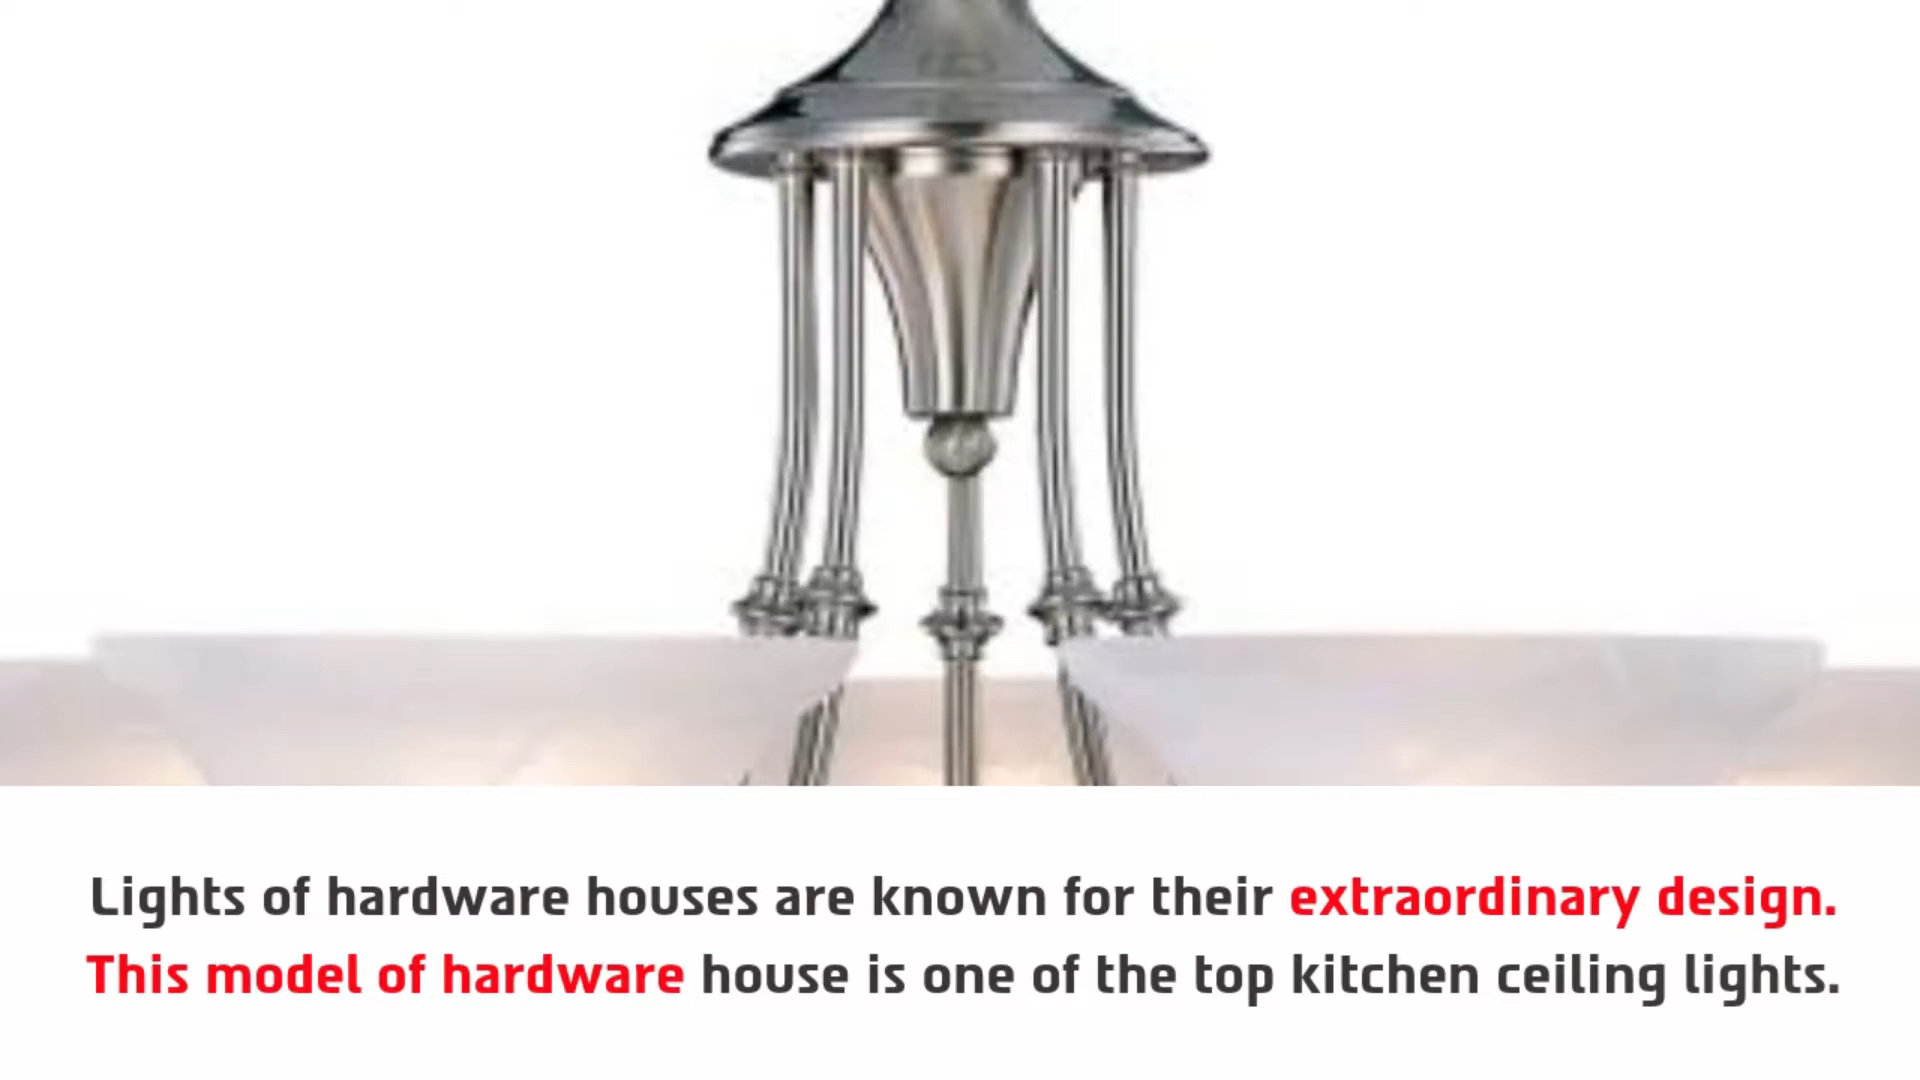 Lights of hardware houses are known for their extraordinary design.
This model of hardware house is one of the top kitchen ceiling lights.